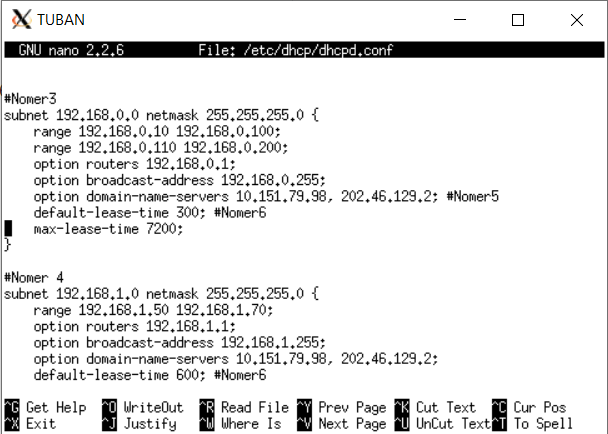 TUBAN
GNU nano 2.2.6 File: /etc/dhcp/dhcpd.conf
#Nomer3
subnet 192.168.0.0 netmask 255.255.255.0 {
range 192.168.0.10 192.168.0.100;
range 192.168.0.110 192.168.0.200;
option routers 192.168.0.1;
option broadcast-address 192.168.0.255;
option domain-name-servers 10.151.79.98, 202.46.129.2; #Nomer5
default-lease-time 300; #Nomer6
max-lease-time 7200;
}
#Nomer 4
subnet 192.168.1.0 netmask 255.255.255.0 {
range 192.168.1.50 192.168.1.70;
option routers 192.168.1.1;
option broadcast-address 192.168.1.255;
option domain-name-servers 10.151.79.98, 202.46.129.2;
default-lease-time 600; #Nomer6
^G Get Help ^O WriteOut ^R Read File ^Y Prev Page ^K Cut Text ^C Cur Pos
^X Exit ^J Justify ^W Where Is ^V Next Page ^U UnCut Text ^T To Spell